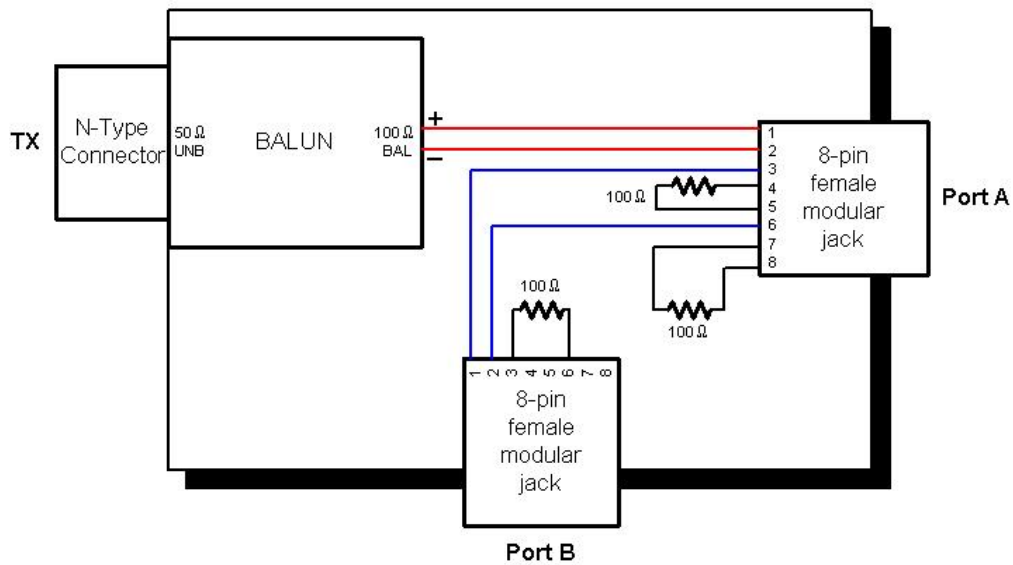 TX
N-Type
Connector
50 Ω
UNB
BALUN
100 Ω
BAL
+
−
1
2
3
4
5
6
7
8
8-pin
female
modular
jack
Port A
100 Ω
100 Ω
100 Ω
1 2 3 4 5 6 7 8
8-pin
female
modular
jack
Port B